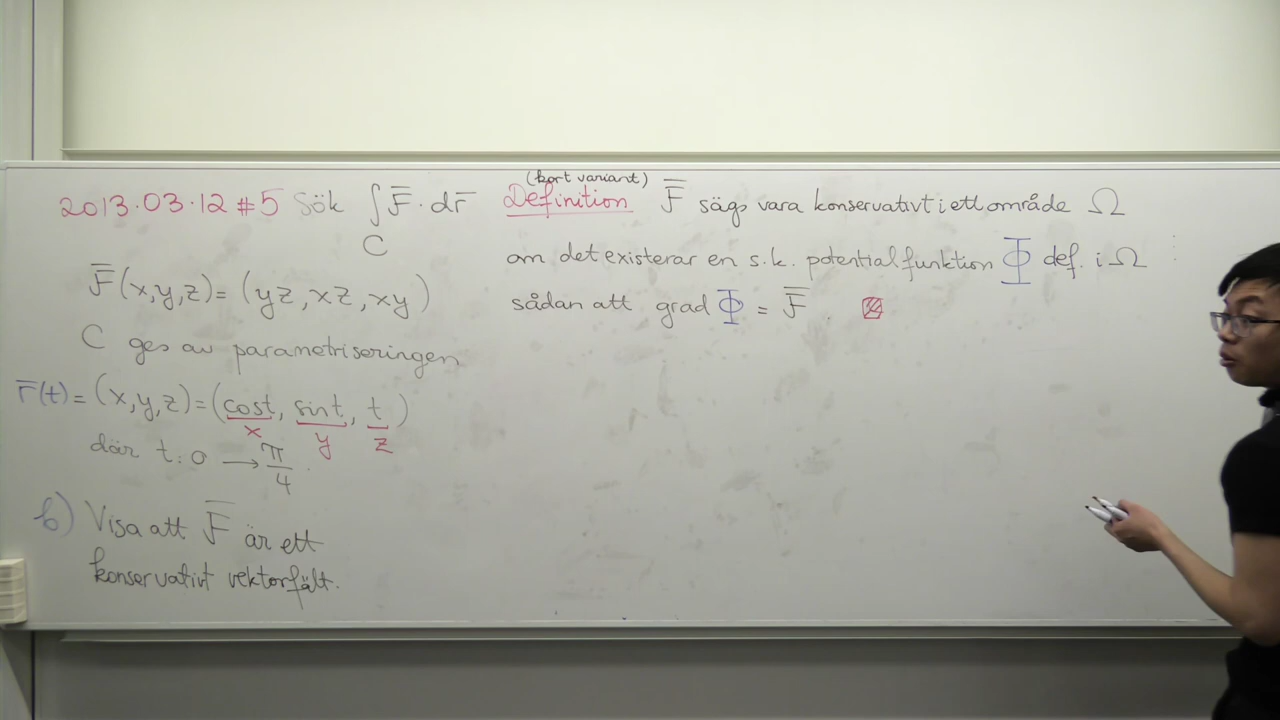 2013.03.12 #5 Sök ∫ F̄ · dr̄
C
F̄(x,y,z) = (yz, xz, xy)
C ges av parametriseringen
r̄(t) = (x,y,z) = (cost, sint, t)
x y z
där t: 0 → π/4.
b) Visa att F̄ är ett
konservativt vektorfält.
(kort variant)
Definition F̄ sägs vara konservativt i ett område Ω
om det existerar en s.k. potentialfunktion Φ def. i Ω
sådan att grad Φ = F̄.